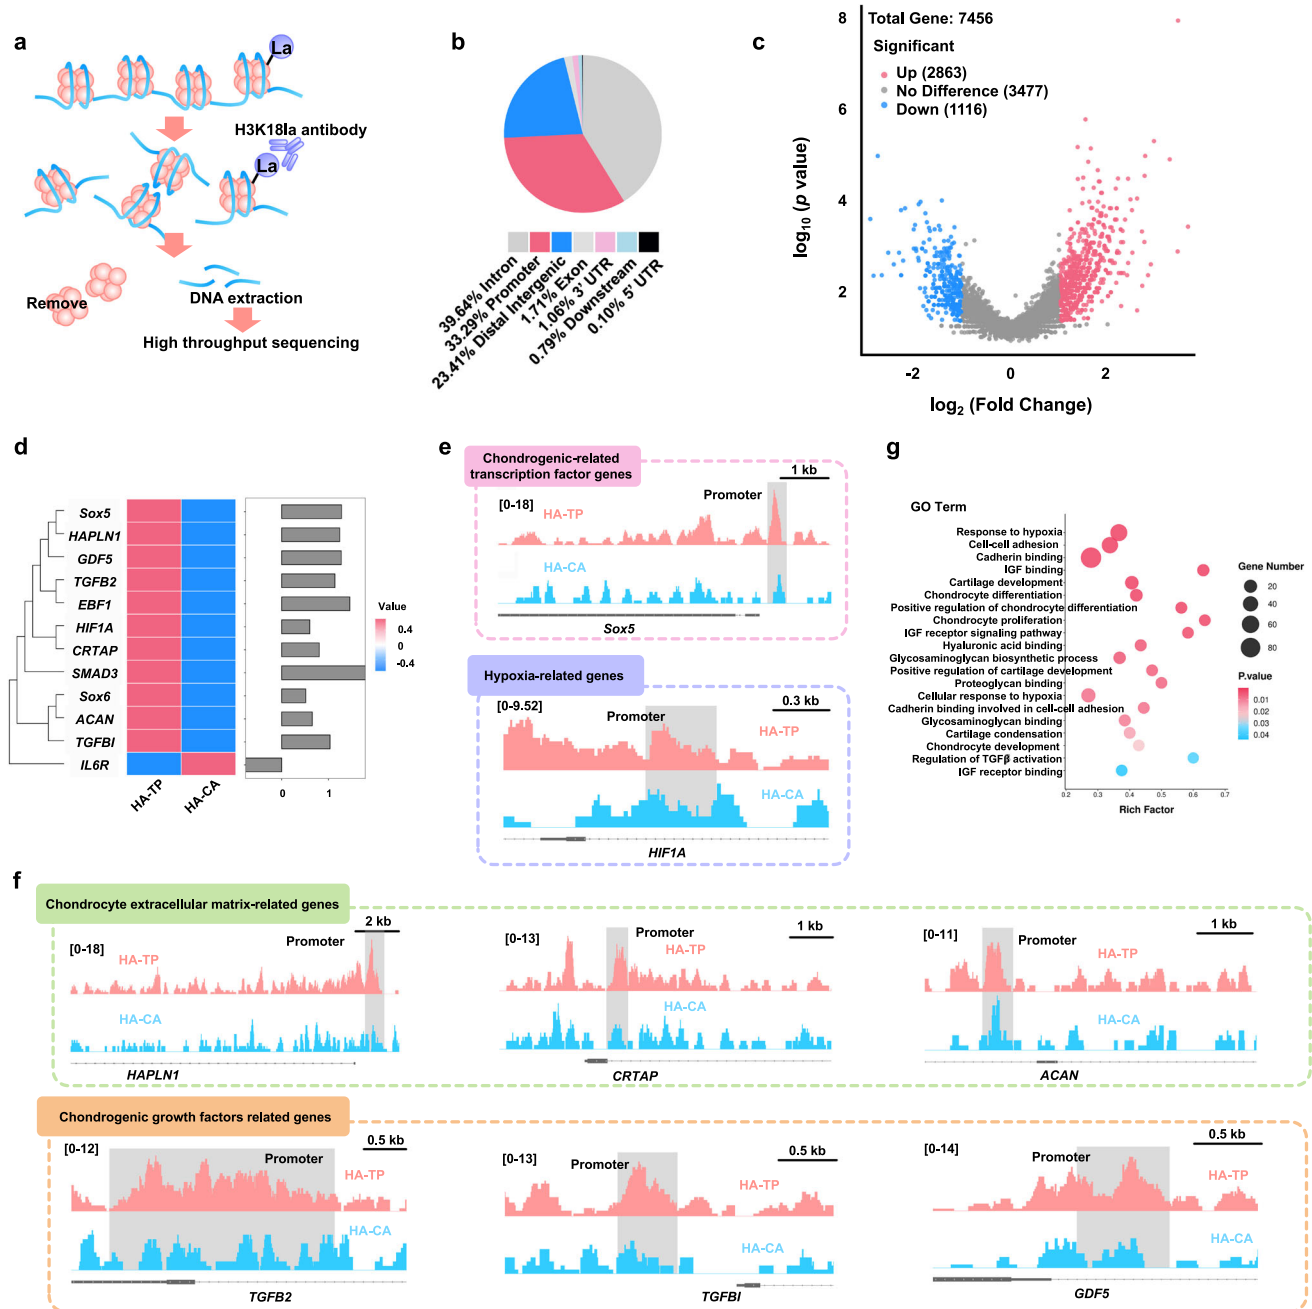 a
La
H3K18la antibody
La
Remove
DNA extraction
High throughput sequencing
b
39.64% Intron
33.29% Promoter
23.41% Distal Intergenic
1.71% Exon
1.06% 3' UTR
0.79% Downstream
0.10% 5' UTR
c
Total Gene: 7456
Significant
Up (2863)
No Difference (3477)
Down (1116)
8
6
4
2
log10 (p value)
-2
0
2
log2 (Fold Change)
d
Sox5
HAPLN1
GDF5
TGFB2
EBF1
HIF1A
CRTAP
SMAD3
Sox6
ACAN
TGFBI
IL6R
HA-TP
HA-CA
0
1
Value
0.4
0
-0.4
e
Chondrogenic-related
transcription factor genes
1 kb
Promoter
[0-18]
HA-TP
HA-CA
Sox5
Hypoxia-related genes
[0-9.52]
0.3 kb
Promoter
HA-TP
HA-CA
HIF1A
g
GO Term
Response to hypoxia
Cell-cell adhesion
Cadherin binding
IGF binding
Cartilage development
Chondrocyte differentiation
Positive regulation of chondrocyte differentiation
Chondrocyte proliferation
IGF receptor signaling pathway
Hyaluronic acid binding
Glycosaminoglycan biosynthetic process
Positive regulation of cartilage development
Proteoglycan binding
Cellular response to hypoxia
Cadherin binding involved in cell-cell adhesion
Glycosaminoglycan binding
Cartilage condensation
Chondrocyte development
Regulation of TGFβ activation
IGF receptor binding
0.2
0.3
0.4
0.5
0.6
0.7
Rich Factor
Gene Number
20
40
60
80
P.value
0.01
0.02
0.03
0.04
f
Chondrocyte extracellular matrix-related genes
[0-18]
Promoter
2 kb
HA-TP
HA-CA
HAPLN1
[0-13]
Promoter
1 kb
HA-TP
HA-CA
CRTAP
[0-11]
Promoter
1 kb
HA-TP
HA-CA
ACAN
Chondrogenic growth factors related genes
[0-12]
Promoter
0.5 kb
HA-TP
HA-CA
TGFB2
[0-13]
Promoter
0.5 kb
HA-TP
HA-CA
TGFBI
[0-14]
Promoter
0.5 kb
HA-TP
HA-CA
GDF5